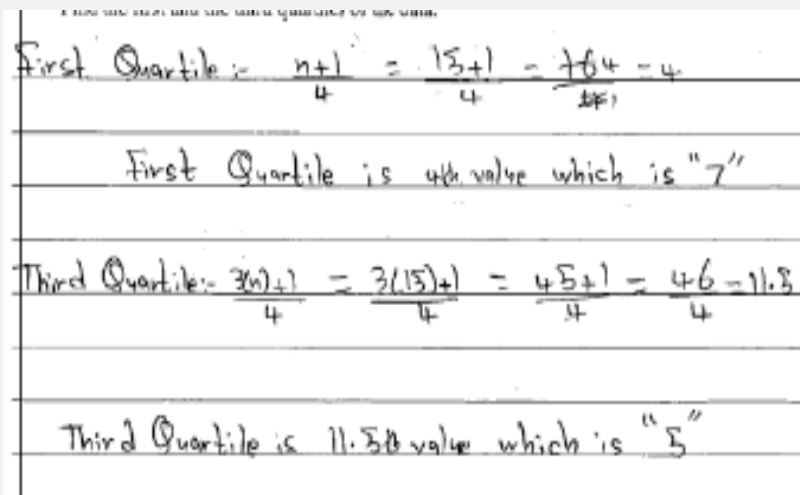 First Quartile :- n+1/4 = 15+1/4 = 164/4 = 4
First Quartile is 4th value which is "7"
Third Quartile:- 3(n)+1/4 = 3(15)+1/4 = 45+1/4 = 46/4 = 11.5
Third Quartile is 11.5th value which is "5"